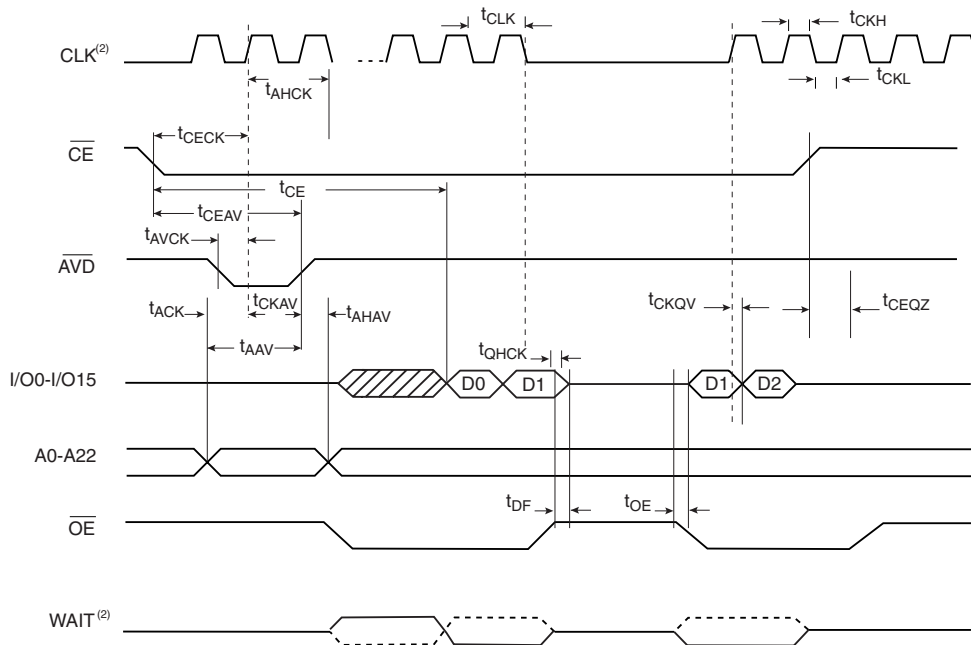 tCLK
tCKH
CLK(2)
tCKL
tAHCK
tCECK
CE
tCE
tCEAV
tAVCK
AVD
tACK
tCKAV
tAHAV
tCKQV
tCEQZ
tAAV
tQHCK
I/O0-I/O15
D0
D1
D1
D2
A0-A22
tDF
tOE
OE
WAIT(2)